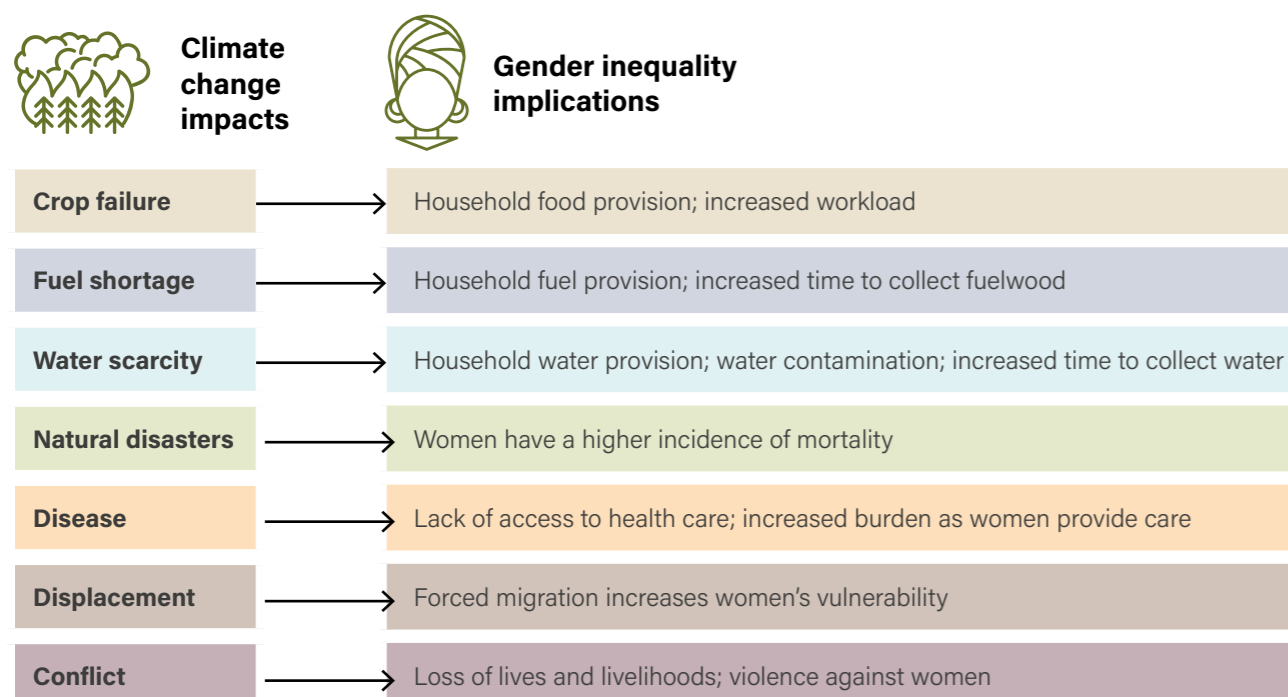 Climate
change
impacts
Gender inequality
implications
Crop failure
Household food provision; increased workload
Fuel shortage
Household fuel provision; increased time to collect fuelwood
Water scarcity
Household water provision; water contamination; increased time to collect water
Natural disasters
Women have a higher incidence of mortality
Disease
Lack of access to health care; increased burden as women provide care
Displacement
Forced migration increases women’s vulnerability
Conflict
Loss of lives and livelihoods; violence against women